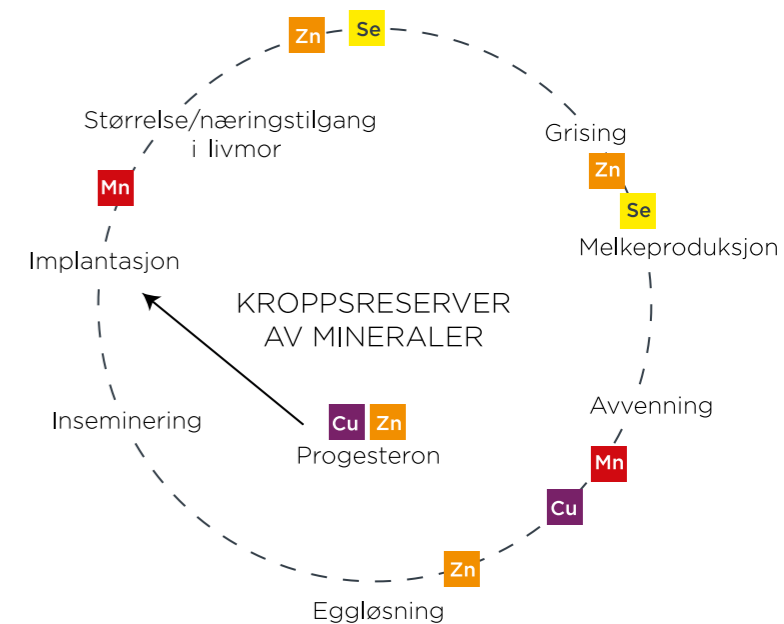 Zn
Se
Størrelse/næringstilgang
i livmor
Grising
Zn
Mn
Se
Melkeproduksjon
Implantasjon
KROPPSRESERVER
AV MINERALER
Inseminering
Cu Zn
Progesteron
Avvenning
Mn
Cu
Zn
Eggløsning